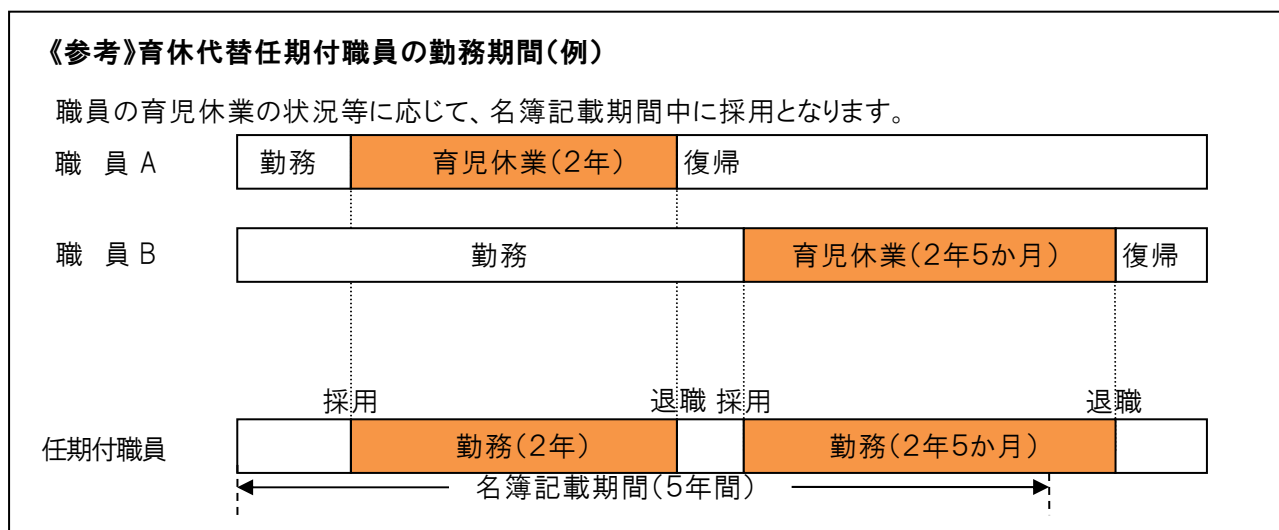 《参考》育休代替任期付職員の勤務期間(例)
職員の育児休業の状況等に応じて、名簿記載期間中に採用となります。
職 員 A 勤務 育児休業(2年) 復帰
職 員 B 勤務 育児休業(2年5か月) 復帰
採用 退職 採用 退職
任期付職員 勤務(2年) 勤務(2年5か月)
名簿記載期間(5年間)